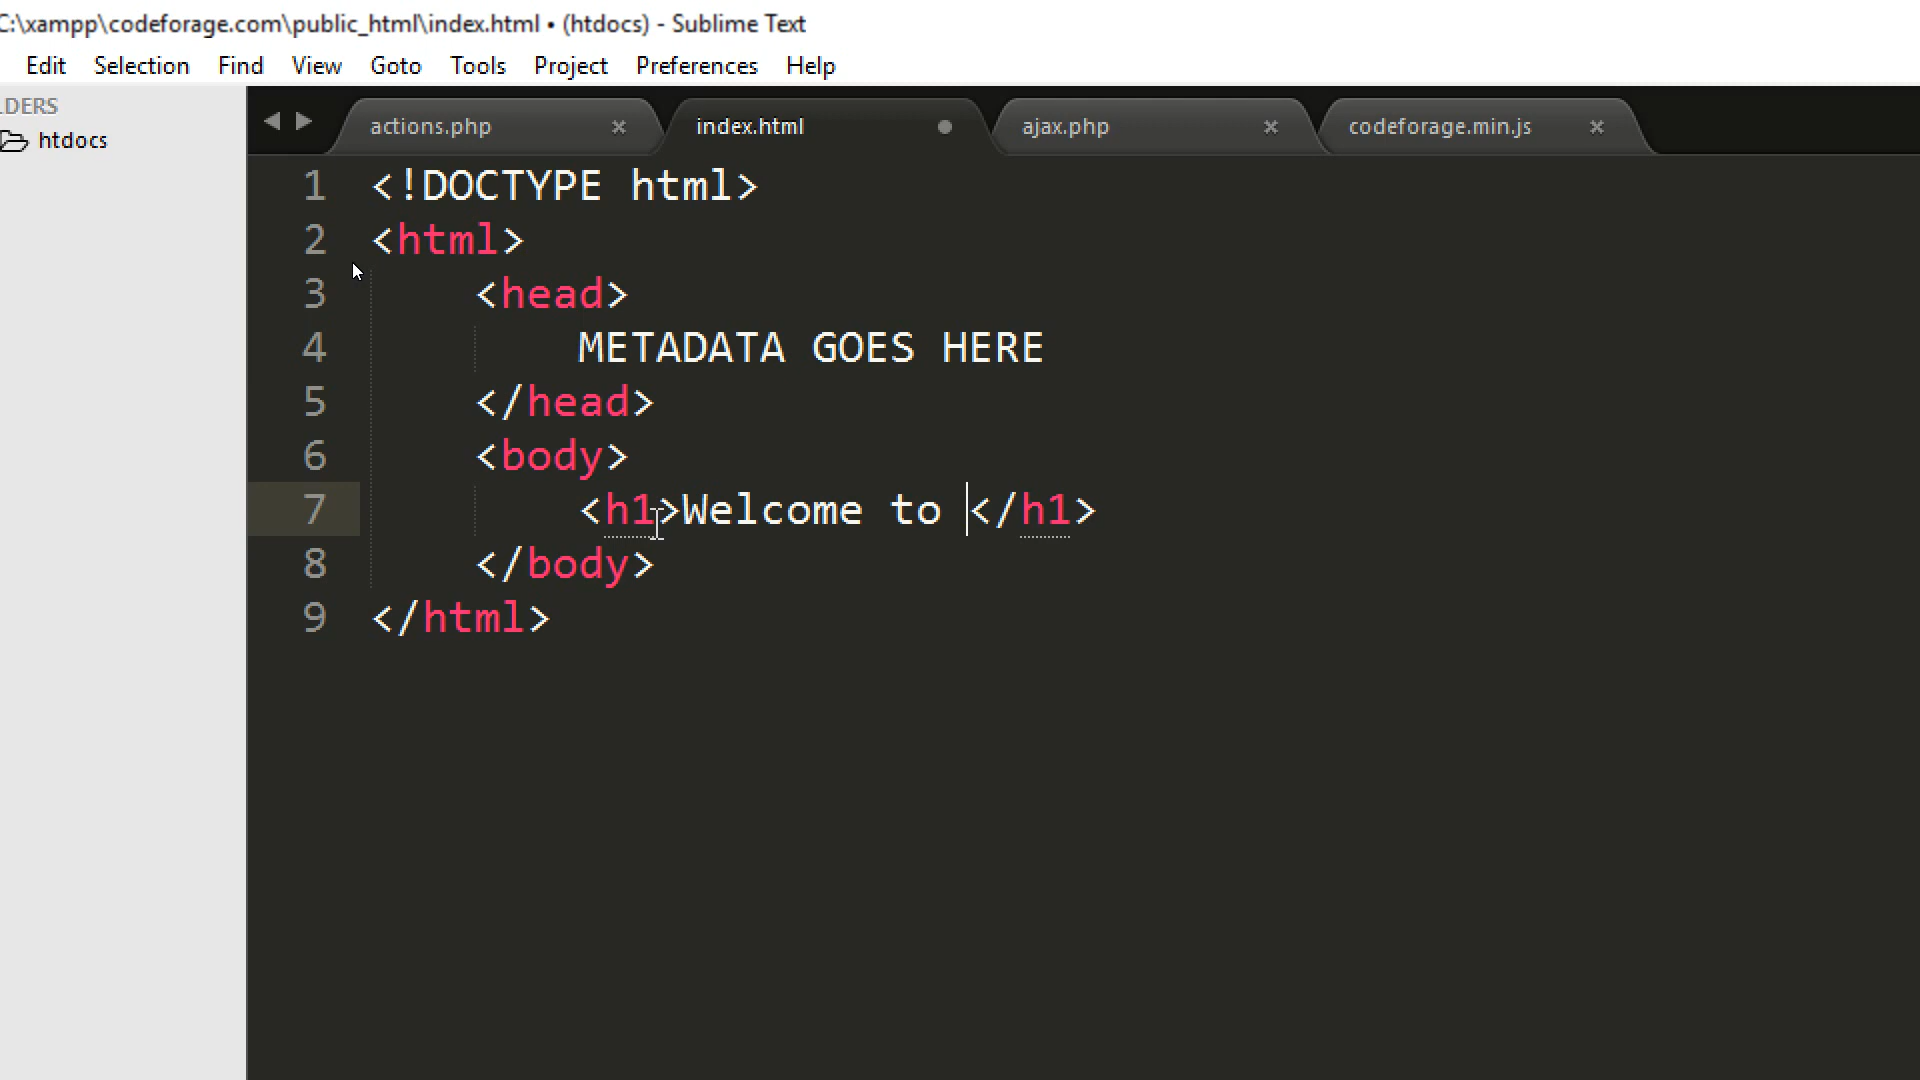 C:\xampp\codeforage.com\public_html\index.html • (htdocs) - Sublime Text
Edit Selection Find View Goto Tools Project Preferences Help
LDERS
htdocs
actions.php × index.html ajax.php × codeforage.min.js ×
1 <!DOCTYPE html>
2 <html>
3 <head>
4 METADATA GOES HERE
5 </head>
6 <body>
7 <h1>Welcome to </h1>
8 </body>
9 </html>